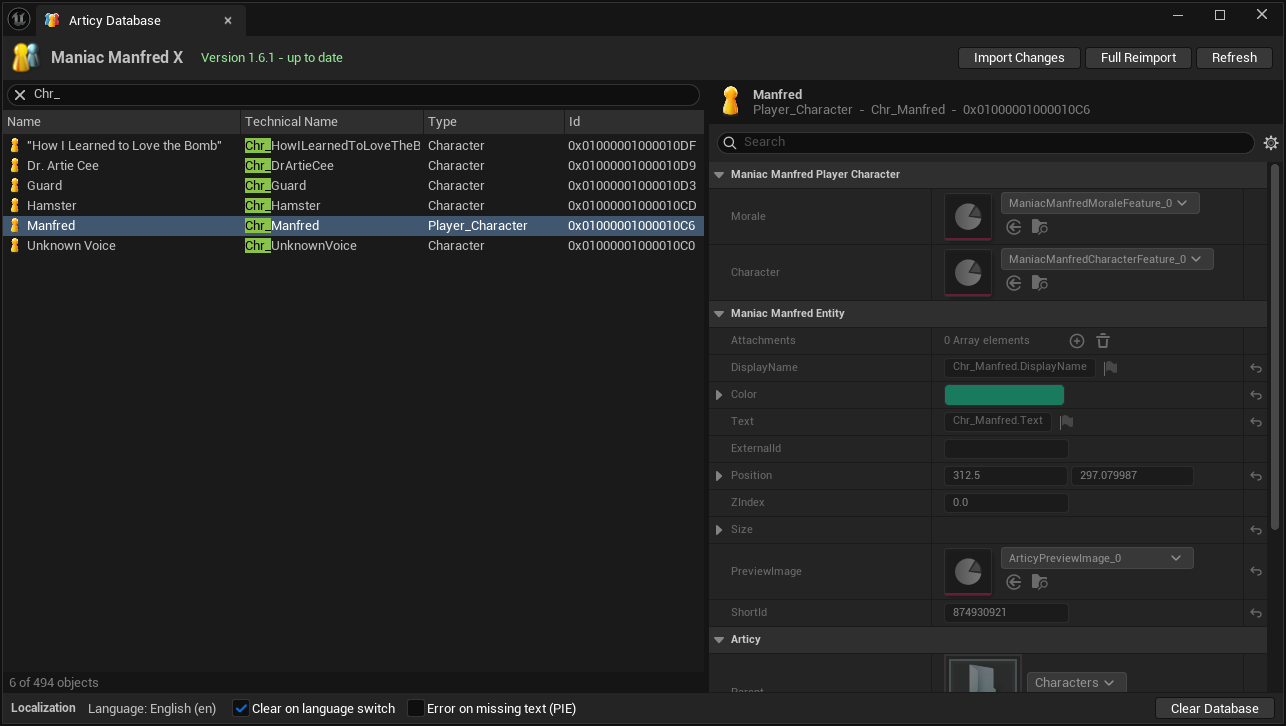 Articy Database
Maniac Manfred X
Version 1.6.1 - up to date
Import Changes
Full Reimport
Refresh
Chr_
Name
Technical Name
Type
Id
"How I Learned to Love the Bomb"
Chr_HowILearnedToLoveTheB
Character
0x01000001000010DF
Dr. Artie Cee
Chr_DrArtieCee
Character
0x01000001000010D9
Guard
Chr_Guard
Character
0x01000001000010D3
Hamster
Chr_Hamster
Character
0x01000001000010CD
Manfred
Chr_Manfred
Player_Character
0x01000001000010C6
Unknown Voice
Chr_UnknownVoice
Character
0x01000001000010C0
6 of 494 objects
Manfred
Player_Character - Chr_Manfred - 0x01000001000010C6
Search
Maniac Manfred Player Character
Morale
ManiacManfredMoraleFeature_0
Character
ManiacManfredCharacterFeature_0
Maniac Manfred Entity
Attachments
0 Array elements
DisplayName
Chr_Manfred.DisplayName
Color
Text
Chr_Manfred.Text
ExternalId
Position
312.5
297.079987
ZIndex
0.0
Size
PreviewImage
ArticyPreviewImage_0
ShortId
874930921
Articy
Parent
Characters
Localization
Language: English (en)
Clear on language switch
Error on missing text (PIE)
Clear Database